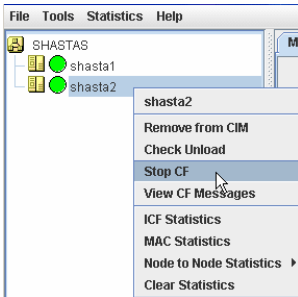 File Tools Statistics Help
SHASTAS
M
shasta1
shasta2
shasta2
Remove from CIM
Check Unload
Stop CF
View CF Messages
ICF Statistics
MAC Statistics
Node to Node Statistics
Clear Statistics